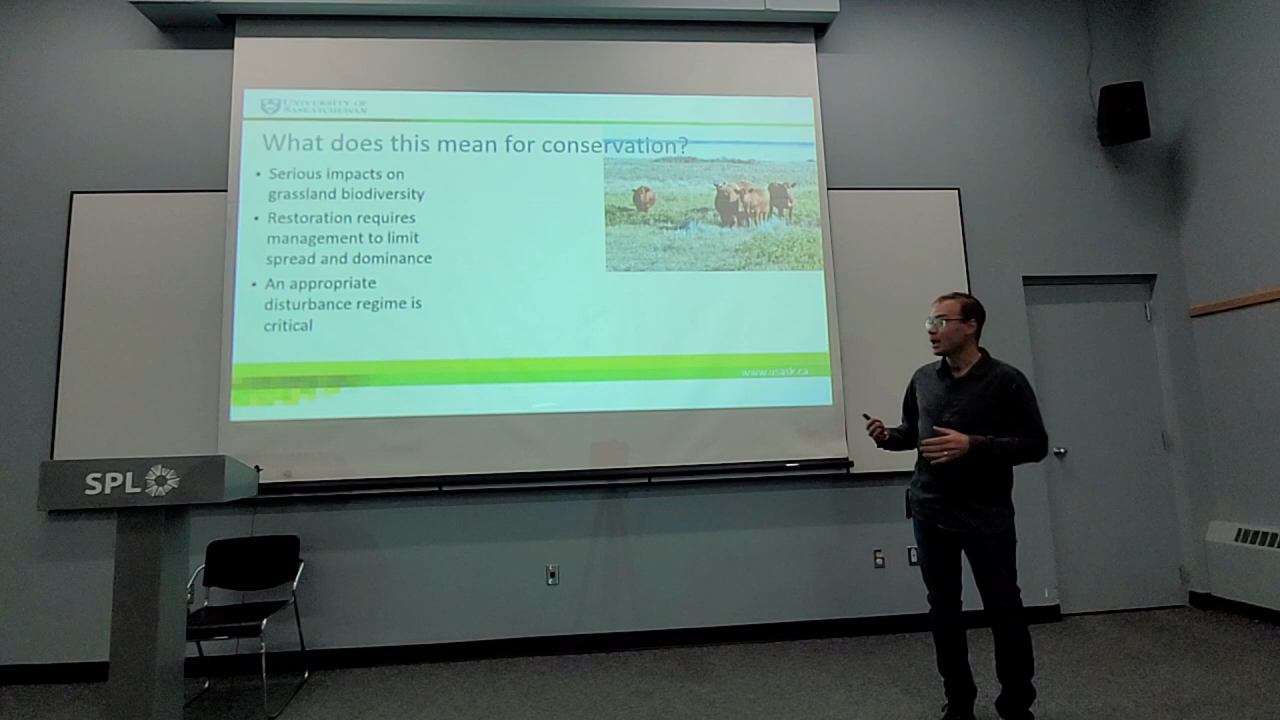 UNIVERSITY OF
SASKATCHEWAN
What does this mean for conservation?
• Serious impacts on
grassland biodiversity
• Restoration requires
management to limit
spread and dominance
• An appropriate
disturbance regime is
critical
www.usask.ca
SPL